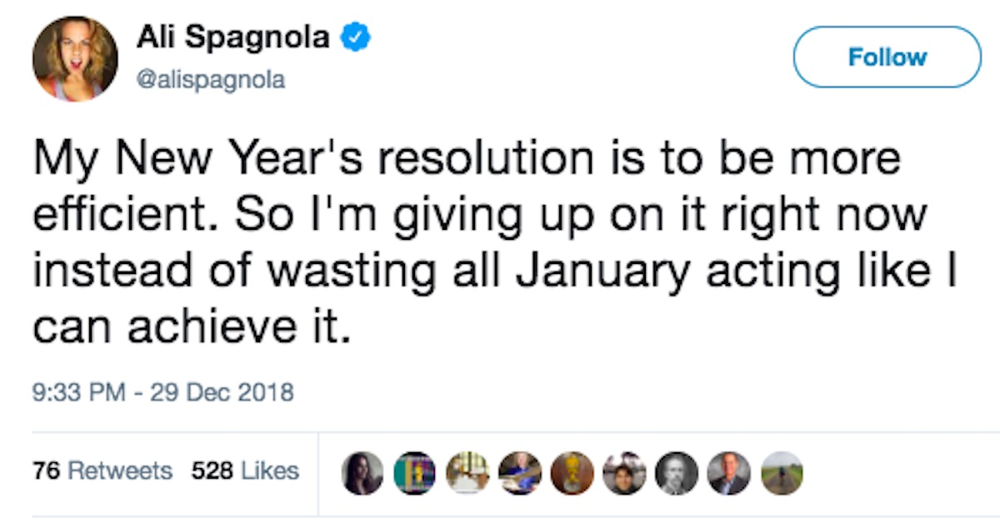 Ali Spagnola
@alispagnola
Follow
My New Year's resolution is to be more
efficient. So I'm giving up on it right now
instead of wasting all January acting like I
can achieve it.
9:33 PM - 29 Dec 2018
76 Retweets 528 Likes